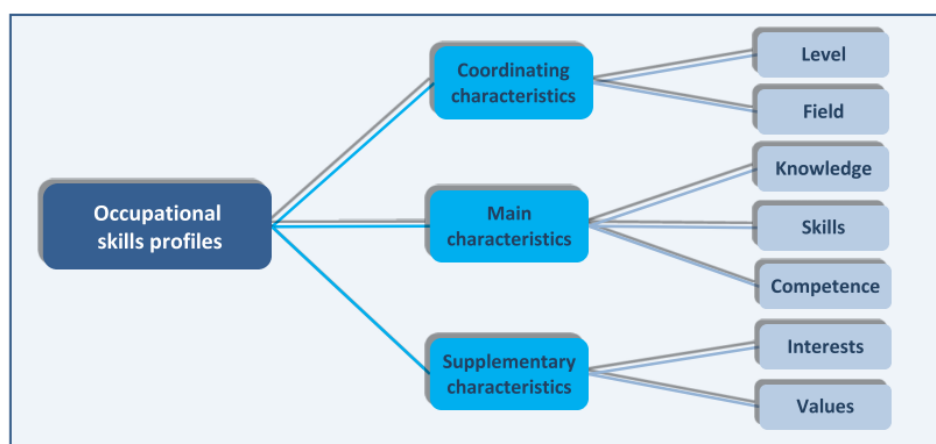 Occupational
skills profiles
Coordinating
characteristics
Level
Field
Main
characteristics
Knowledge
Skills
Competence
Supplementary
characteristics
Interests
Values